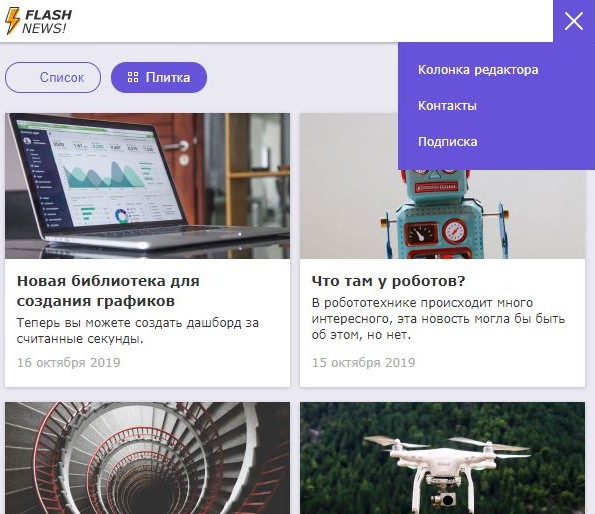 FLASH
NEWS!
Колонка редактора
Контакты
Подписка
Список
Плитка
Новая библиотека для
создания графиков
Теперь вы можете создать дашборд за
считанные секунды.
16 октября 2019
Что там у роботов?
В робототехнике происходит много
интересного, эта новость могла бы быть
об этом, но нет.
15 октября 2019